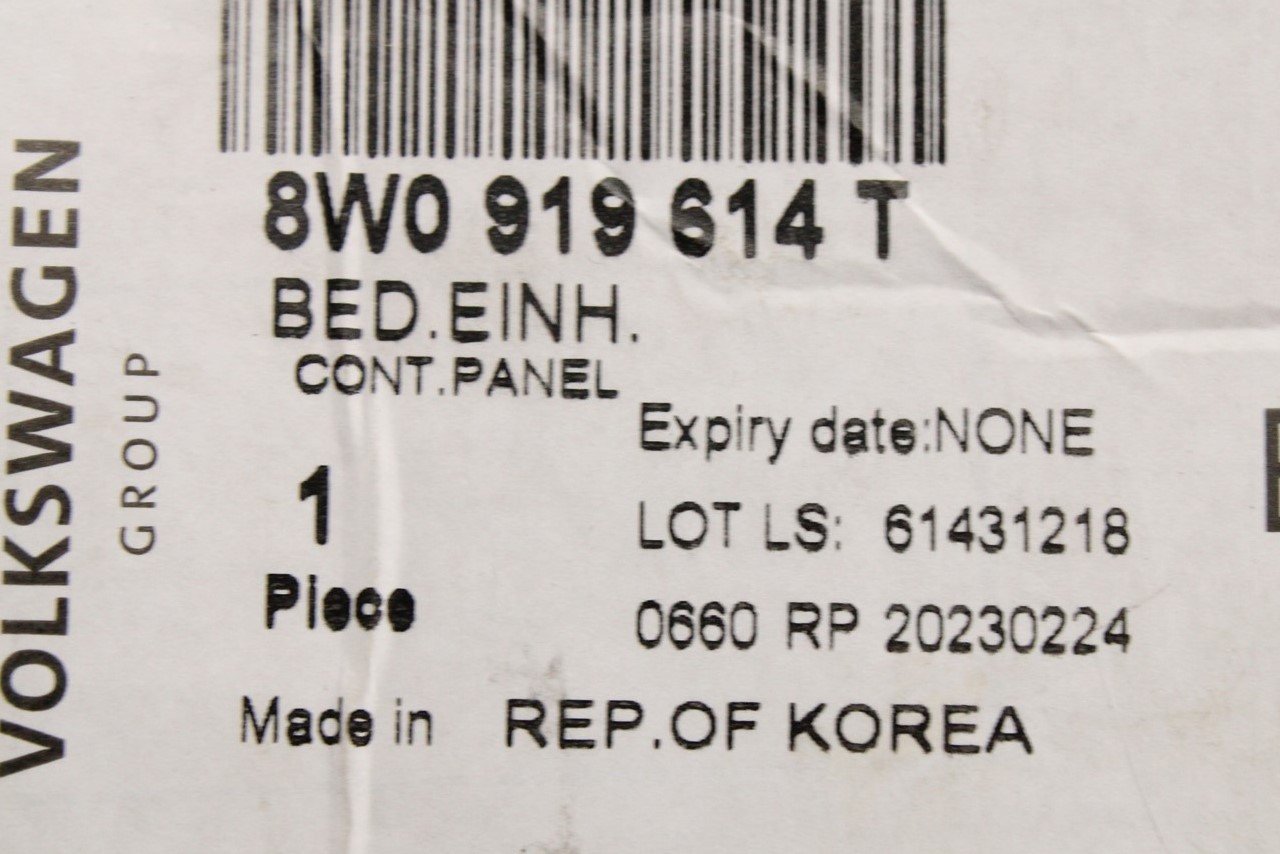 VOLKSWAGEN
GROUP
8W0 919 614 T
BED.EINH.
CONT.PANEL
Expiry date:NONE
1
LOT LS: 61431218
Piece
0660 RP 20230224
Made in REP.OF KOREA